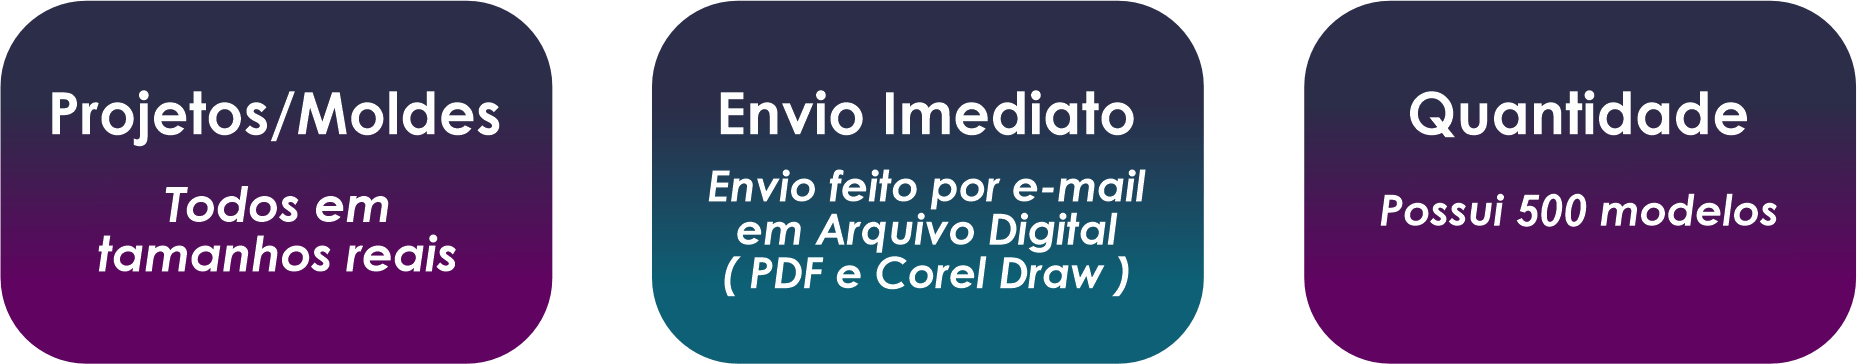 Projetos/Moldes
Todos em
tamanhos reais
Envio Imediato
Envio feito por e-mail
em Arquivo Digital
( PDF e Corel Draw )
Quantidade
Possui 500 modelos